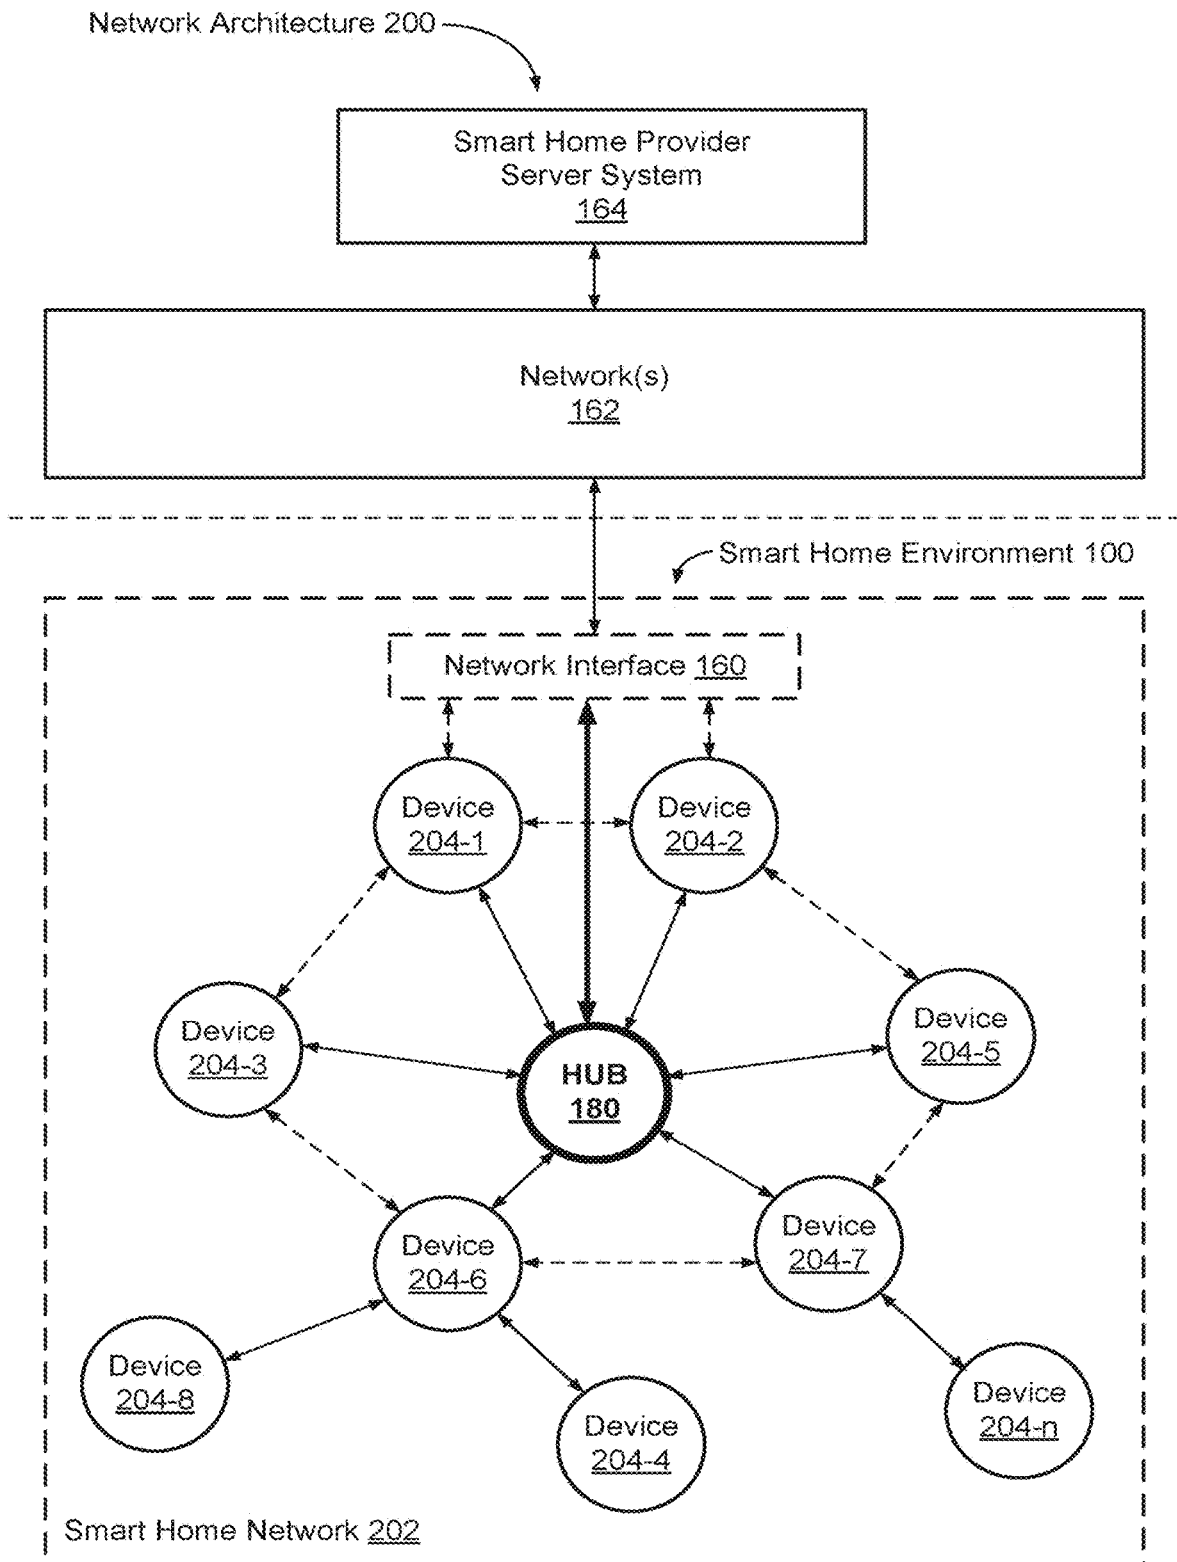 Network Architecture 200
Smart Home Provider
Server System
164
Network(s)
162
Smart Home Environment 100
Network Interface 160
Device
204-1
Device
204-2
Device
204-3
Device
204-5
HUB
180
Device
204-6
Device
204-7
Device
204-8
Device
204-4
Device
204-n
Smart Home Network 202